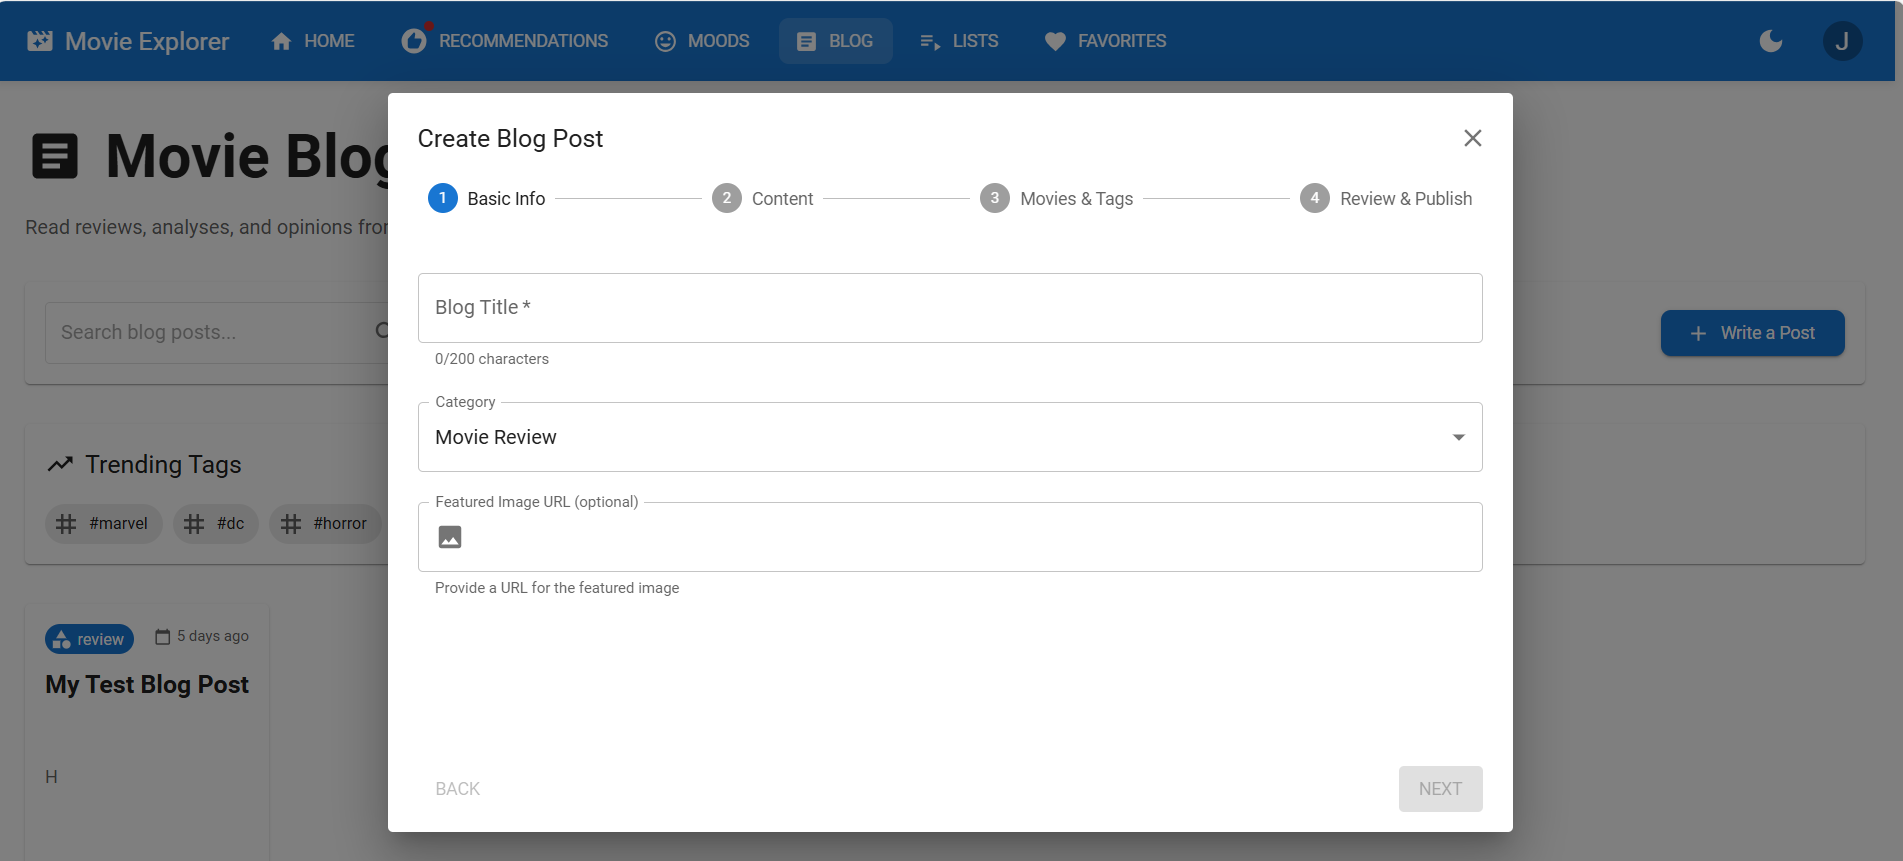 Movie Explorer HOME RECOMMENDATIONS MOODS BLOG LISTS FAVORITES J
Movie Blog
Read reviews, analyses, and opinions from
Search blog posts...
Write a Post
Trending Tags
#marvel #dc #horror
review 5 days ago
My Test Blog Post
H
Create Blog Post
1 Basic Info 2 Content 3 Movies & Tags 4 Review & Publish
Blog Title *
0/200 characters
Category
Movie Review
Featured Image URL (optional)
Provide a URL for the featured image
BACK NEXT